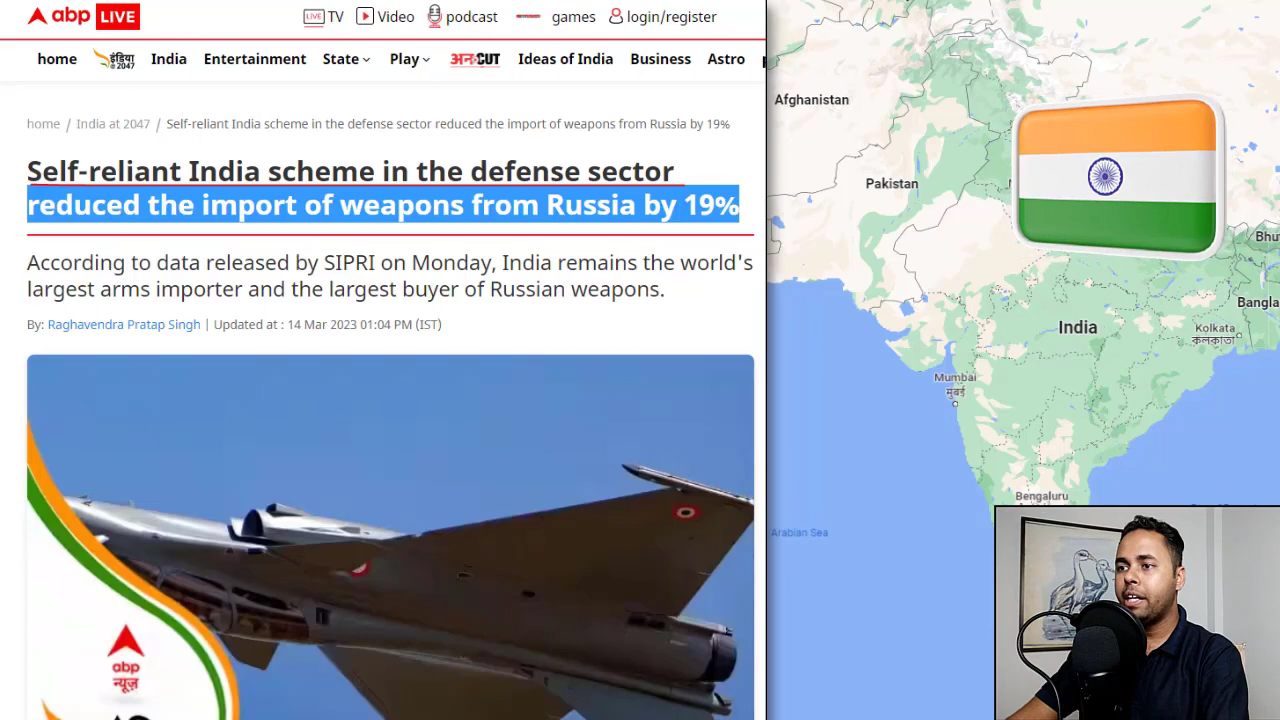 abp LIVE
LIVE TV Video podcast games login/register
home इंडिया @2047 India Entertainment State Play अनCUT Ideas of India Business Astro
home / India at 2047 / Self-reliant India scheme in the defense sector reduced the import of weapons from Russia by 19%
Self-reliant India scheme in the defense sector
reduced the import of weapons from Russia by 19%
According to data released by SIPRI on Monday, India remains the world's
largest arms importer and the largest buyer of Russian weapons.
By: Raghavendra Pratap Singh | Updated at : 14 Mar 2023 01:04 PM (IST)
abp
न्यूज़
Afghanistan
Pakistan
Bhu
Bangla
India
Kolkata
কলকাতা
Mumbai
मुंबई
Bengaluru
Arabian Sea